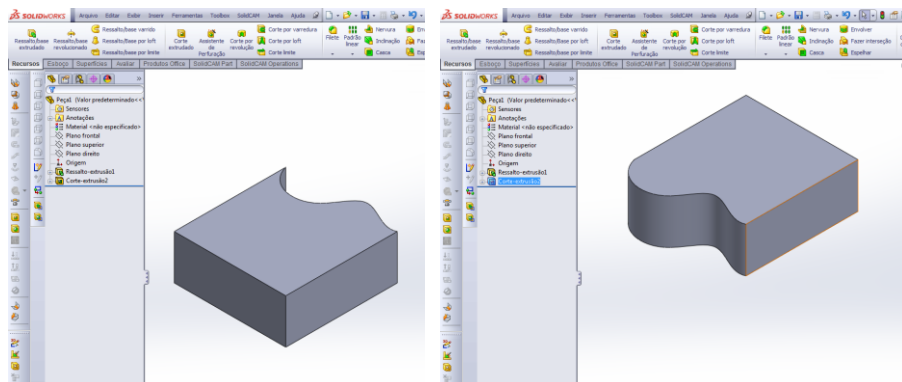 SOLIDWORKS Arquivo Editar Exibir Inserir Ferramentas Toolbox SolidCAM Janela Ajuda
Ressalto/base extrudado
Ressalto/base revolucionado
Ressalto/base varrido
Ressalto/base por loft
Ressalto/base por limite
Corte extrudado
Assistente de Perfuração
Corte por revolução
Corte por varredura
Corte por loft
Corte limite
Filete
Padrão linear
Nervura
Inclinação
Casca
Recursos Esboço Superfícies Avaliar Produtos Office SolidCAM Part SolidCAM Operations
Peça1 (Valor predeterminado<<
Sensores
Anotações
Material <não especificado>
Plano frontal
Plano superior
Plano direito
Origem
Ressalto-extrusão1
Corte-extrusão2
SOLIDWORKS Arquivo Editar Exibir Inserir Ferramentas Toolbox SolidCAM Janela Ajuda
Ressalto/base extrudado
Ressalto/base revolucionado
Ressalto/base varrido
Ressalto/base por loft
Ressalto/base por limite
Corte extrudado
Assistente de Perfuração
Corte por revolução
Corte por varredura
Corte por loft
Corte limite
Filete
Padrão linear
Nervura
Inclinação
Casca
Envolver
Fazer interseção
Espelhar
Recursos Esboço Superfícies Avaliar Produtos Office SolidCAM Part SolidCAM Operations
Peça1 (Valor predeterminado<<
Sensores
Anotações
Material <não especificado>
Plano frontal
Plano superior
Plano direito
Origem
Ressalto-extrusão1
Corte-extrusão2